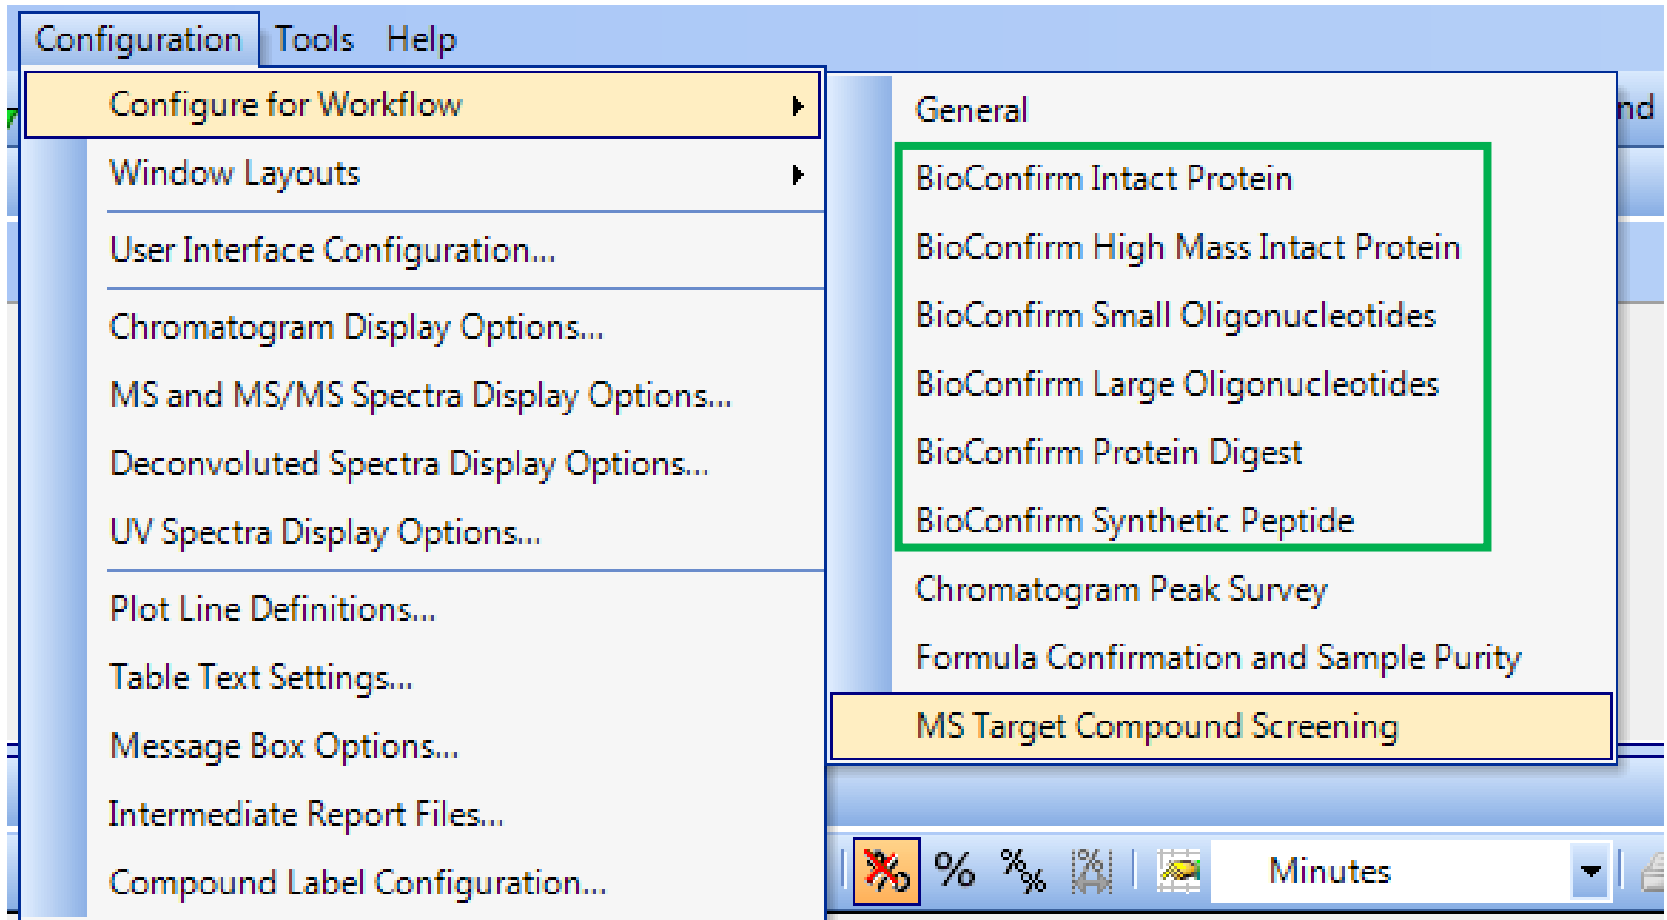 Configuration Tools Help
Configure for Workflow
Window Layouts
User Interface Configuration...
Chromatogram Display Options...
MS and MS/MS Spectra Display Options...
Deconvoluted Spectra Display Options...
UV Spectra Display Options...
Plot Line Definitions...
Table Text Settings...
Message Box Options...
Intermediate Report Files...
Compound Label Configuration...
General
BioConfirm Intact Protein
BioConfirm High Mass Intact Protein
BioConfirm Small Oligonucleotides
BioConfirm Large Oligonucleotides
BioConfirm Protein Digest
BioConfirm Synthetic Peptide
Chromatogram Peak Survey
Formula Confirmation and Sample Purity
MS Target Compound Screening
nd
% Minutes